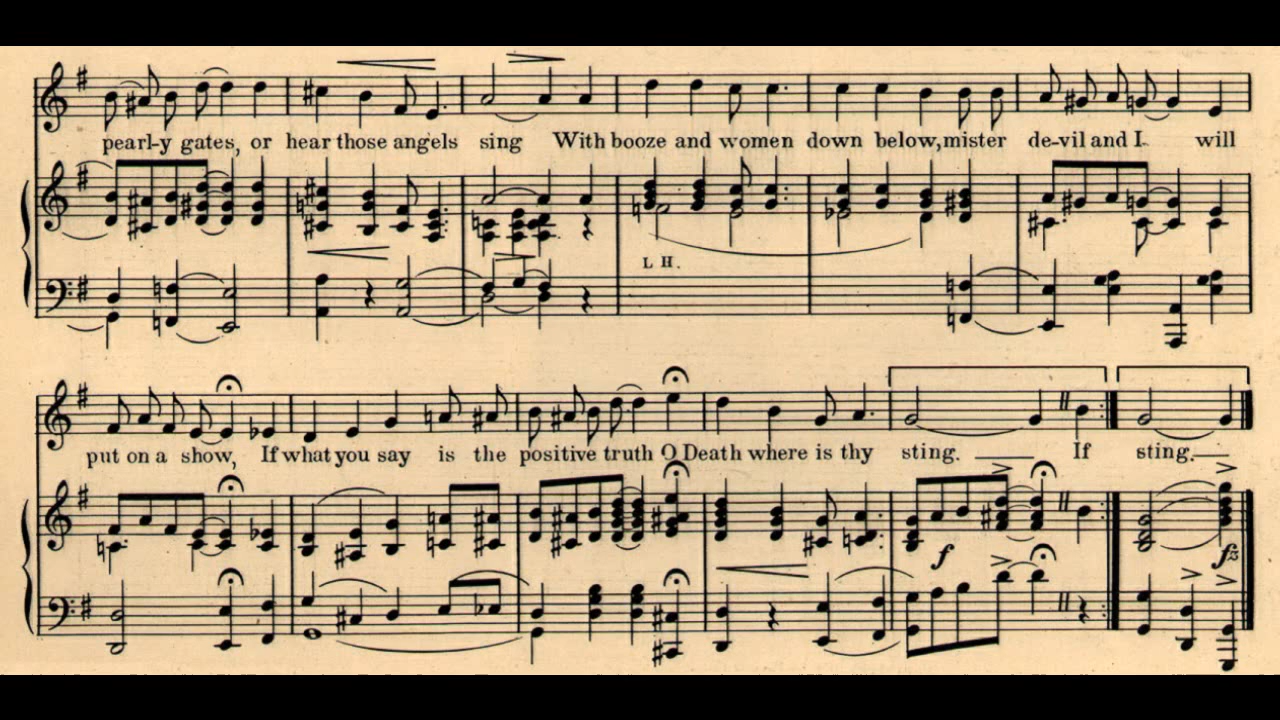 pearl-y gates, or hear those angels sing With booze and women down below, mister de-vil and I will
L H.
put on a show, If what you say is the positive truth O Death where is thy sting. If sting.
f fz